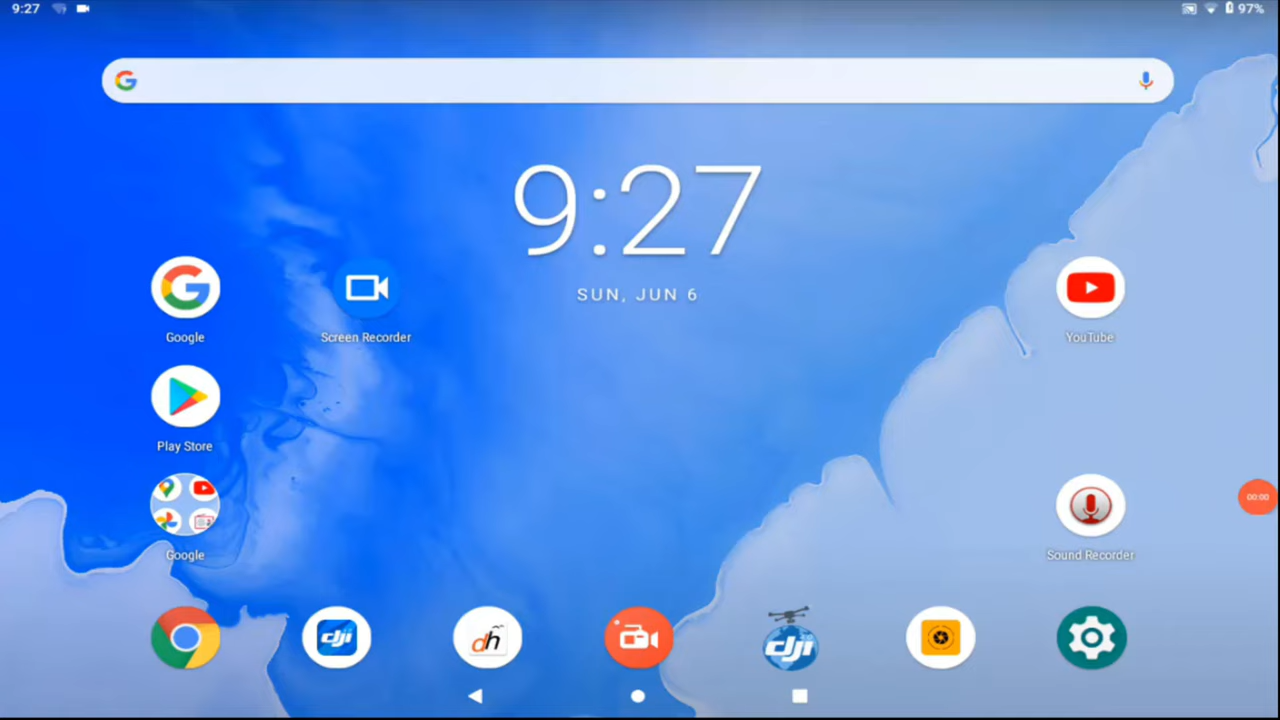 9:27
97%
9:27
SUN, JUN 6
Google
Screen Recorder
YouTube
Play Store
Google
Sound Recorder
00:00
dji
dh
dji